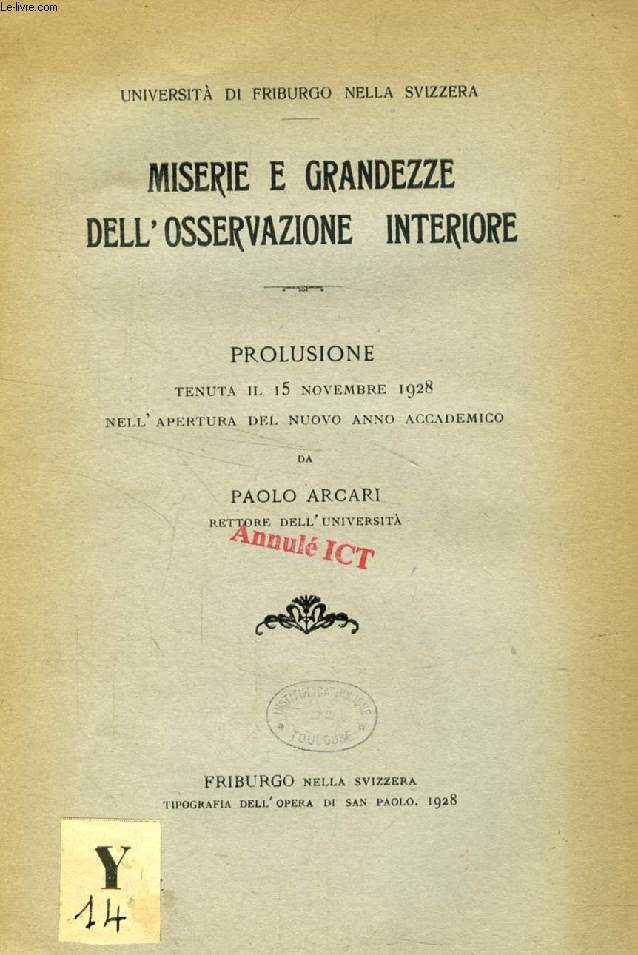 Le-livre.com
UNIVERSITÀ DI FRIBURGO NELLA SVIZZERA
MISERIE E GRANDEZZE
DELL'OSSERVAZIONE INTERIORE
PROLUSIONE
TENUTA IL 15 NOVEMBRE 1928
NELL'APERTURA DEL NUOVO ANNO ACCADEMICO
DA
PAOLO ARCARI
RETTORE DELL'UNIVERSITÀ
Annulé ICT
INSTITUT CATHOLIQUE
TOULOUSE
FRIBURGO NELLA SVIZZERA
TIPOGRAFIA DELL'OPERA DI SAN PAOLO. 1928
Y
14